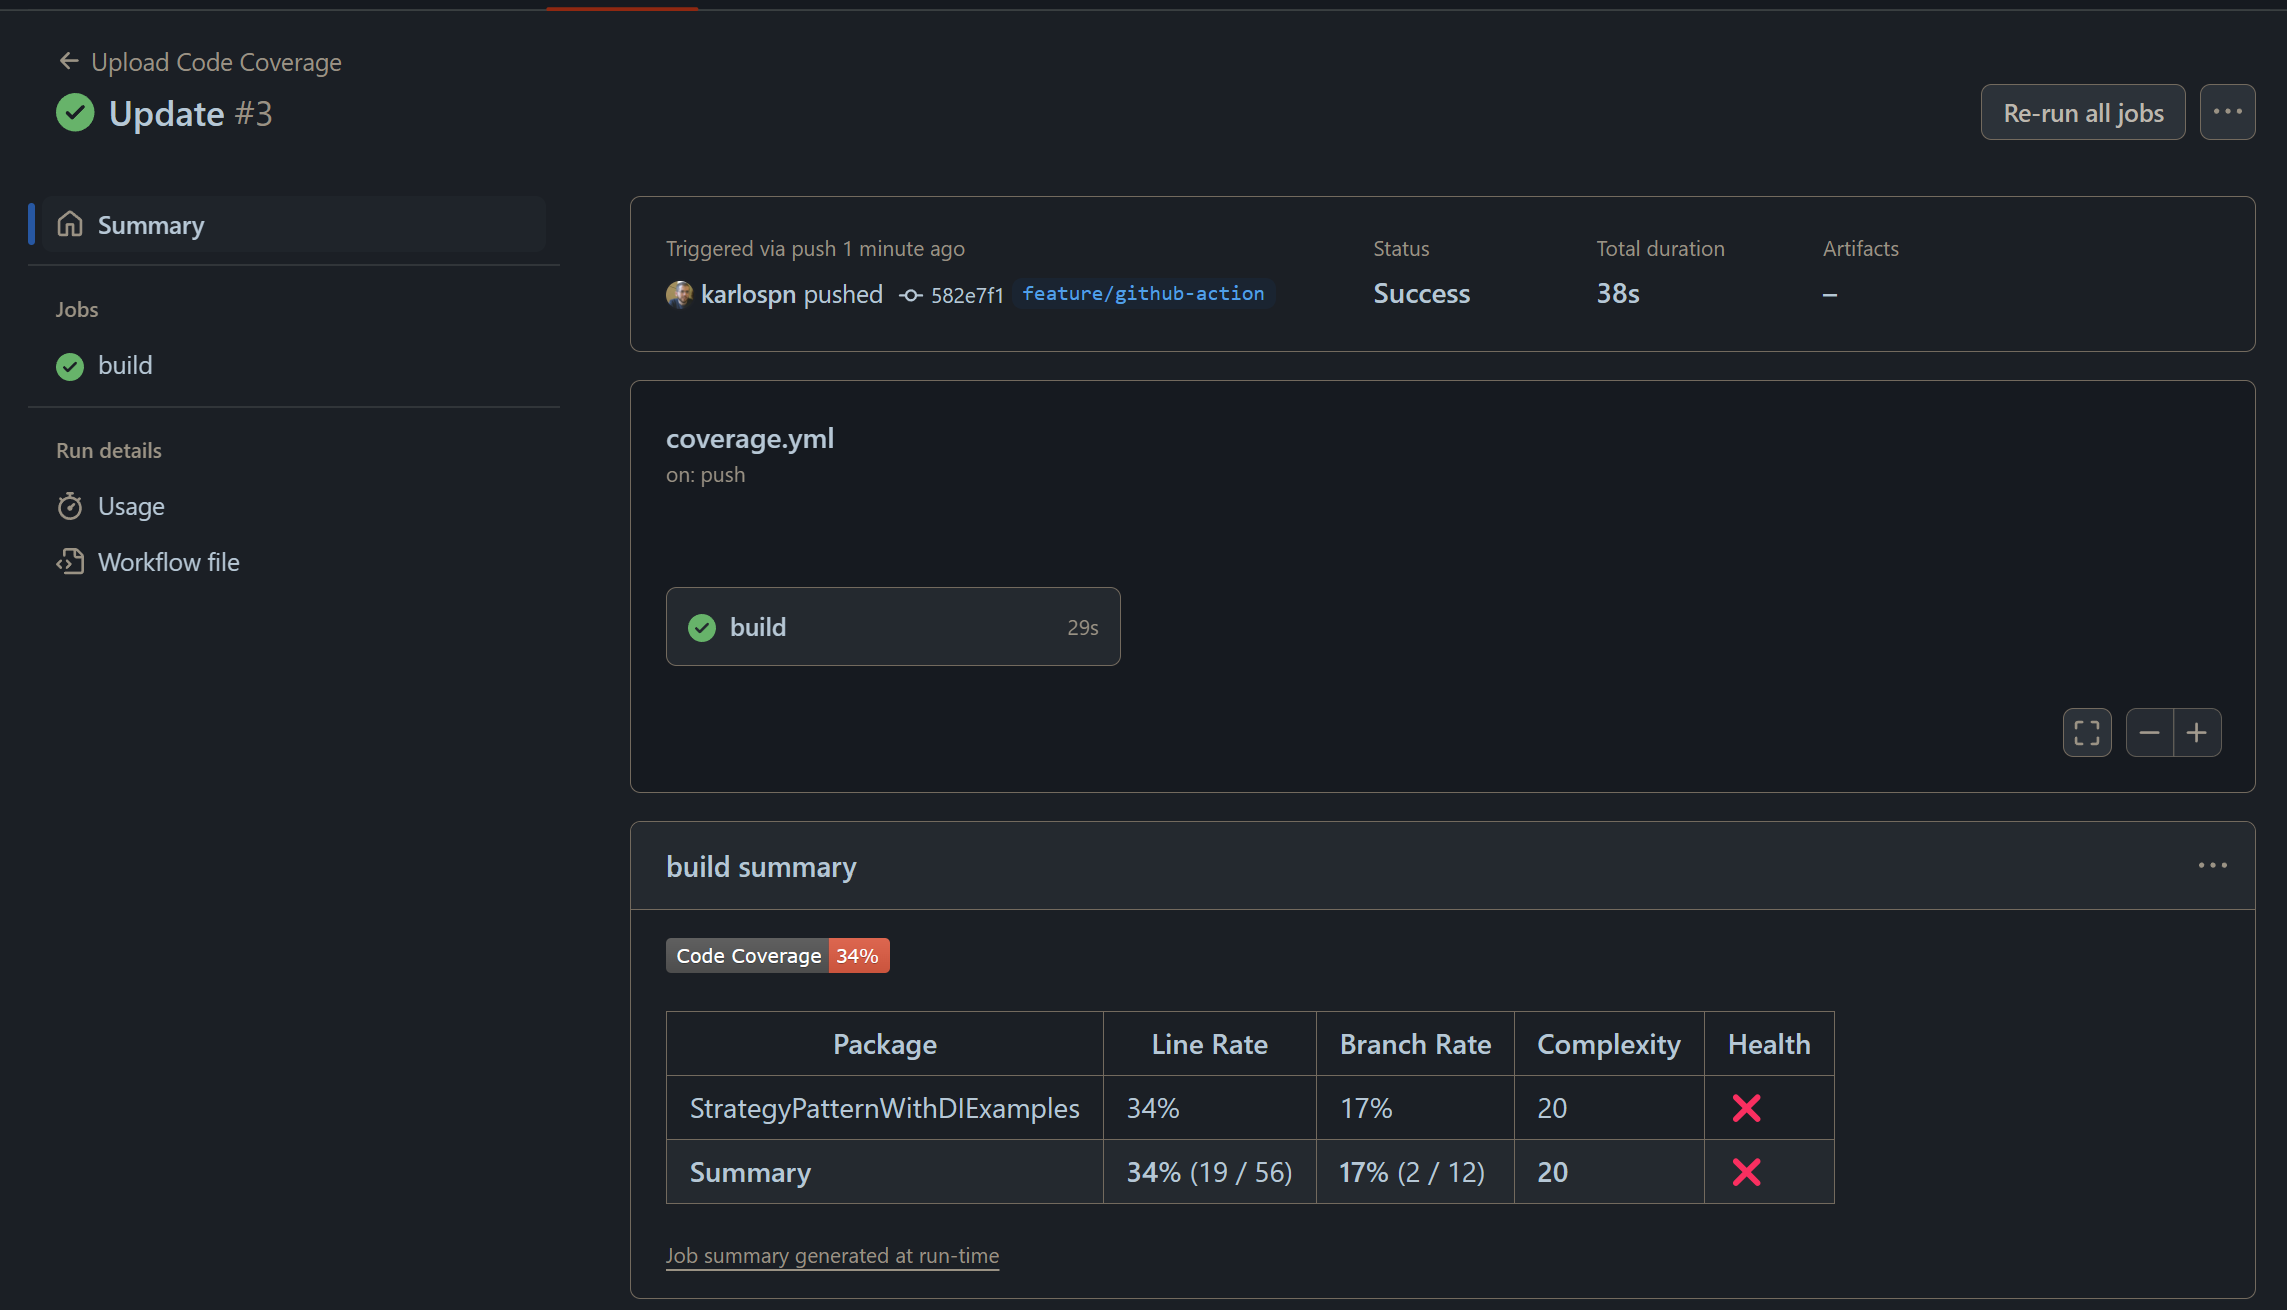 Upload Code Coverage
Update #3
Re-run all jobs
Summary
Jobs
build
Run details
Usage
Workflow file
Triggered via push 1 minute ago
karlospn pushed 582e7f1 feature/github-action
Status
Success
Total duration
38s
Artifacts
–
coverage.yml
on: push
build 29s
build summary
Code Coverage 34%
Package Line Rate Branch Rate Complexity Health
StrategyPatternWithDIExamples 34% 17% 20 ❌
Summary 34% (19 / 56) 17% (2 / 12) 20 ❌
Job summary generated at run-time